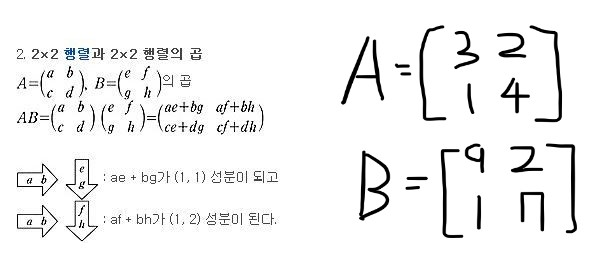 2. 2×2 행렬과 2×2 행렬의 곱
A=(a b
c d), B=(e f
g h)의 곱
AB=(a b
c d)(e f
g h)=(ae+bg af+bh
ce+dg cf+dh)
a b e
g : ae + bg가 (1, 1) 성분이 되고
a b f
h : af + bh가 (1, 2) 성분이 된다.
A=[3 2
1 4]
B=[9 2
1 7]